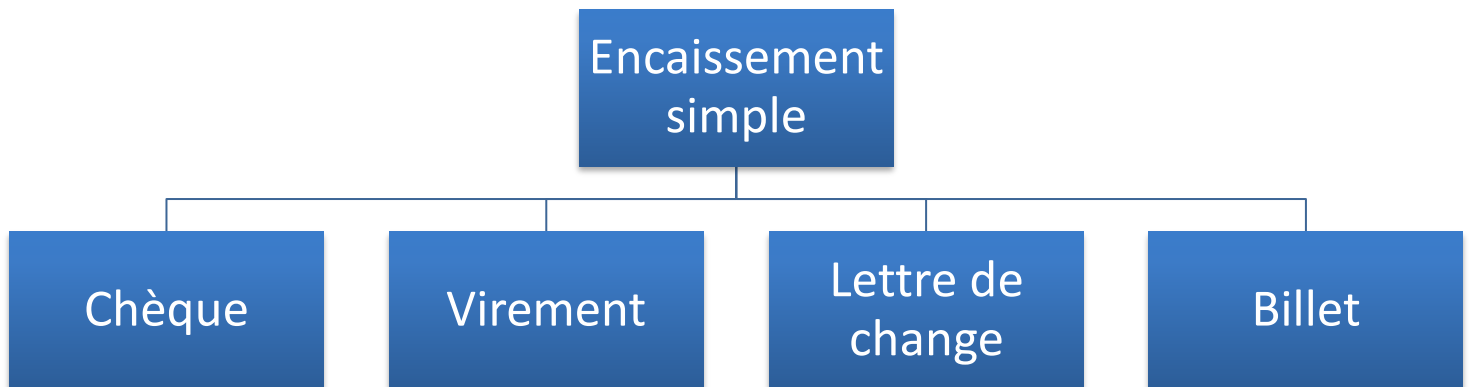 Encaissement
simple
Chèque
Virement
Lettre de
change
Billet